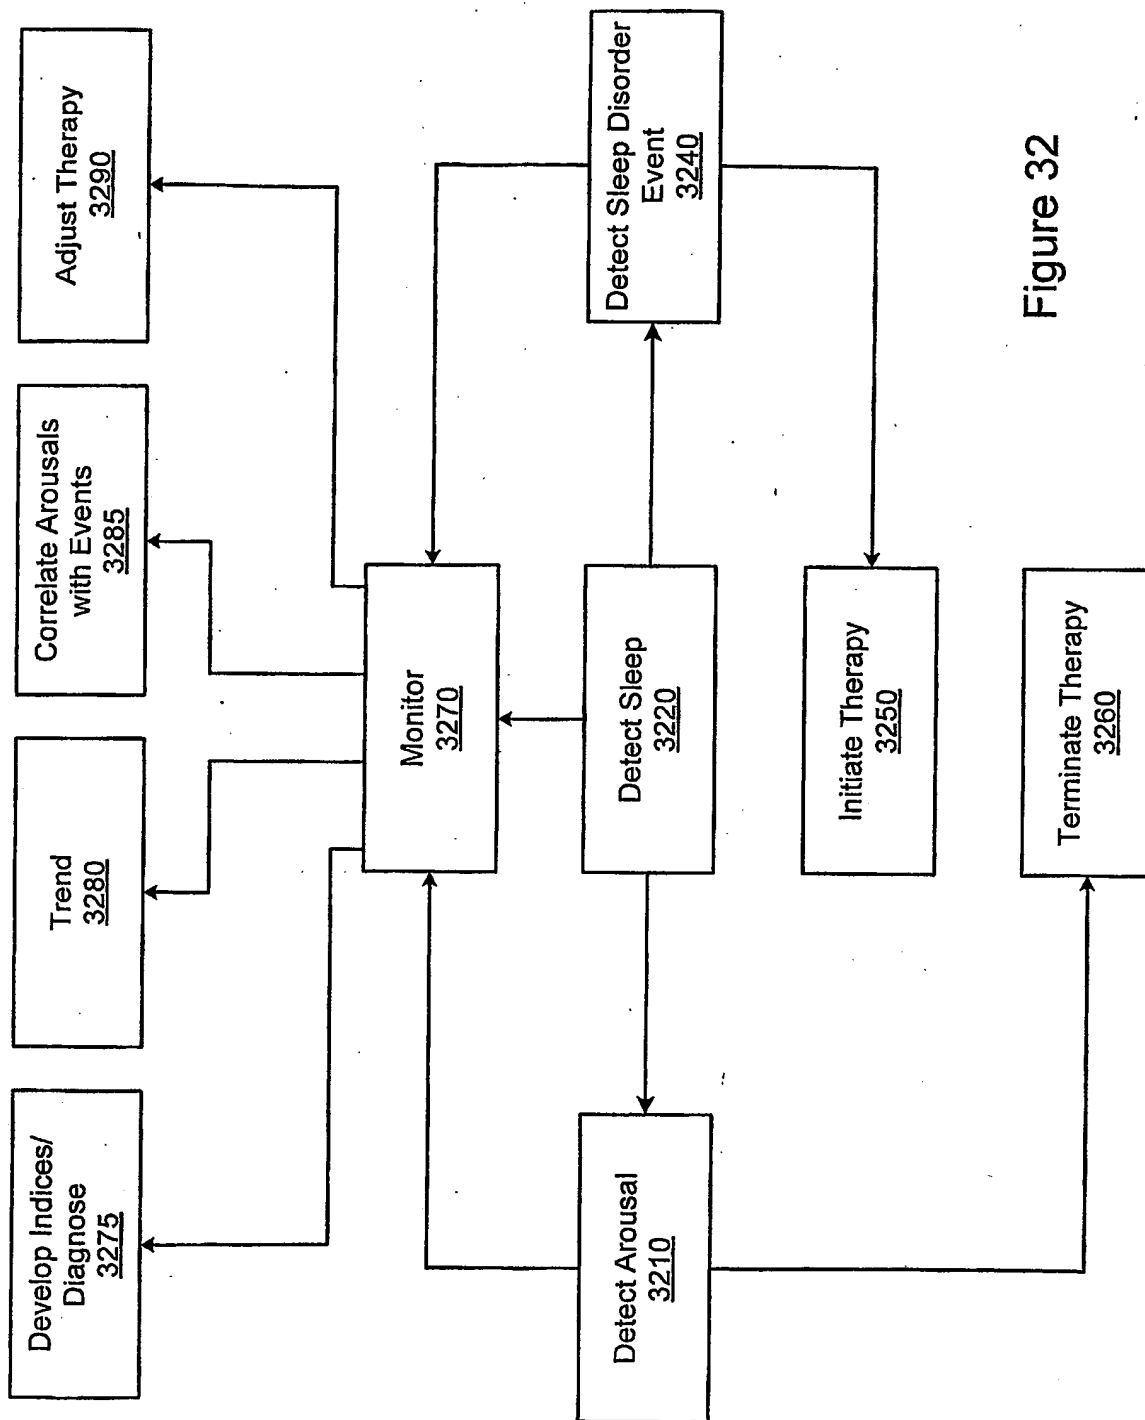 Develop Indices/
Diagnose
3275
Trend
3280
Correlate Arousals
with Events
3285
Adjust Therapy
3290
Monitor
3270
Detect Arousal
3210
Detect Sleep
3220
Detect Sleep Disorder
Event
3240
Initiate Therapy
3250
Terminate Therapy
3260
Figure 32